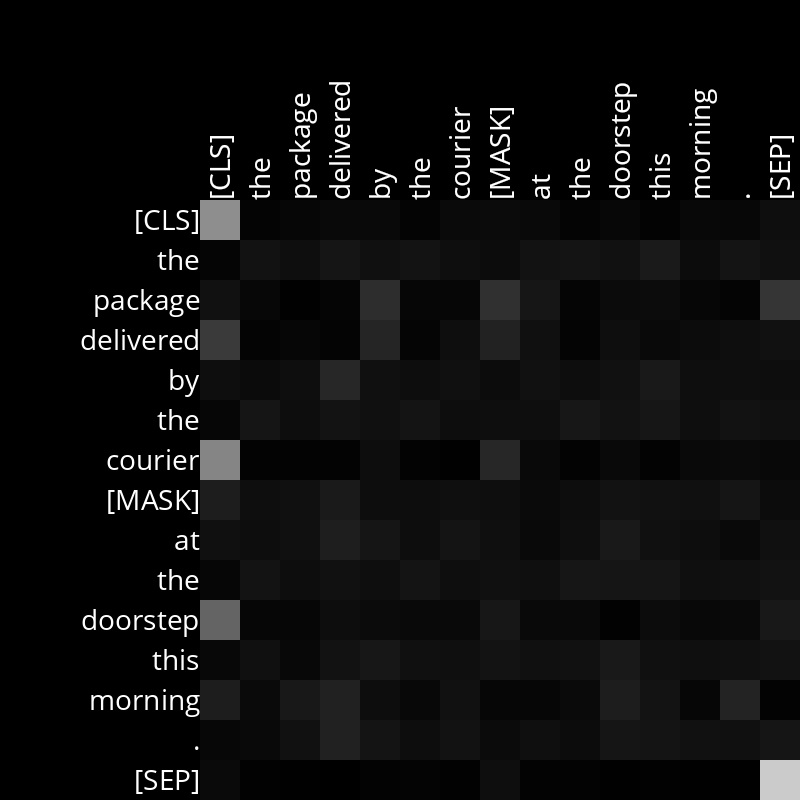 [CLS]
the
package
delivered
by
the
courier
[MASK]
at
the
doorstep
this
morning
.
[SEP]
[CLS]
the
package
delivered
by
the
courier
[MASK]
at
the
doorstep
this
morning
.
[SEP]